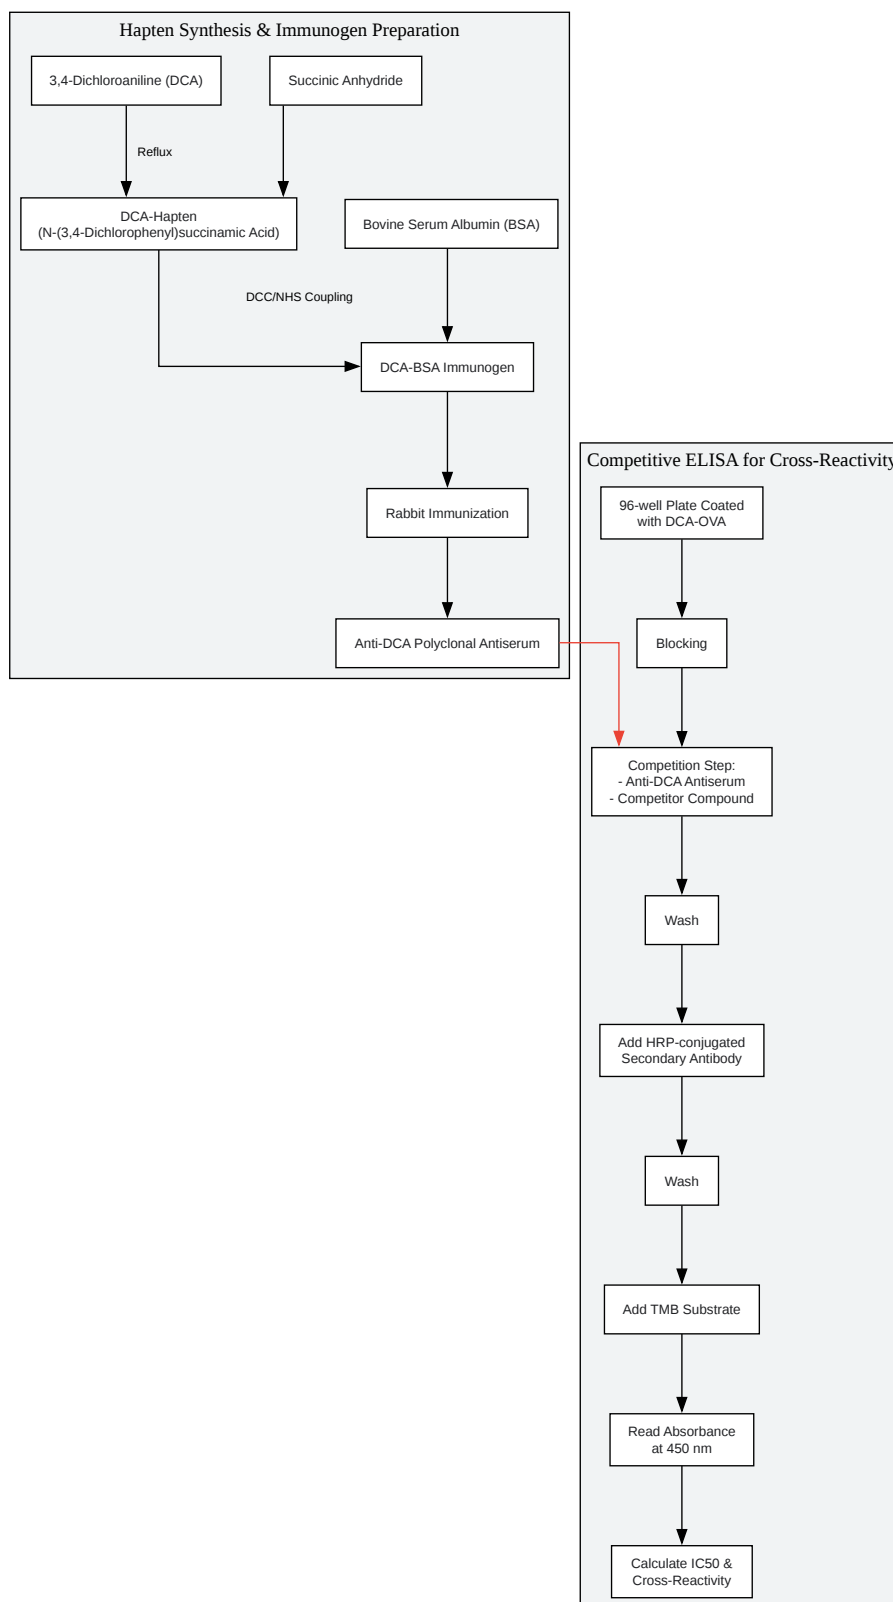 Hapten Synthesis & Immunogen Preparation
3,4-Dichloroaniline (DCA)
Succinic Anhydride
Reflux
DCA-Hapten
(N-(3,4-Dichlorophenyl)succinamic Acid)
Bovine Serum Albumin (BSA)
DCC/NHS Coupling
DCA-BSA Immunogen
Rabbit Immunization
Anti-DCA Polyclonal Antiserum
Competitive ELISA for Cross-Reactivity
96-well Plate Coated
with DCA-OVA
Blocking
Competition Step:
- Anti-DCA Antiserum
- Competitor Compound
Wash
Add HRP-conjugated
Secondary Antibody
Wash
Add TMB Substrate
Read Absorbance
at 450 nm
Calculate IC50 &
Cross-Reactivity